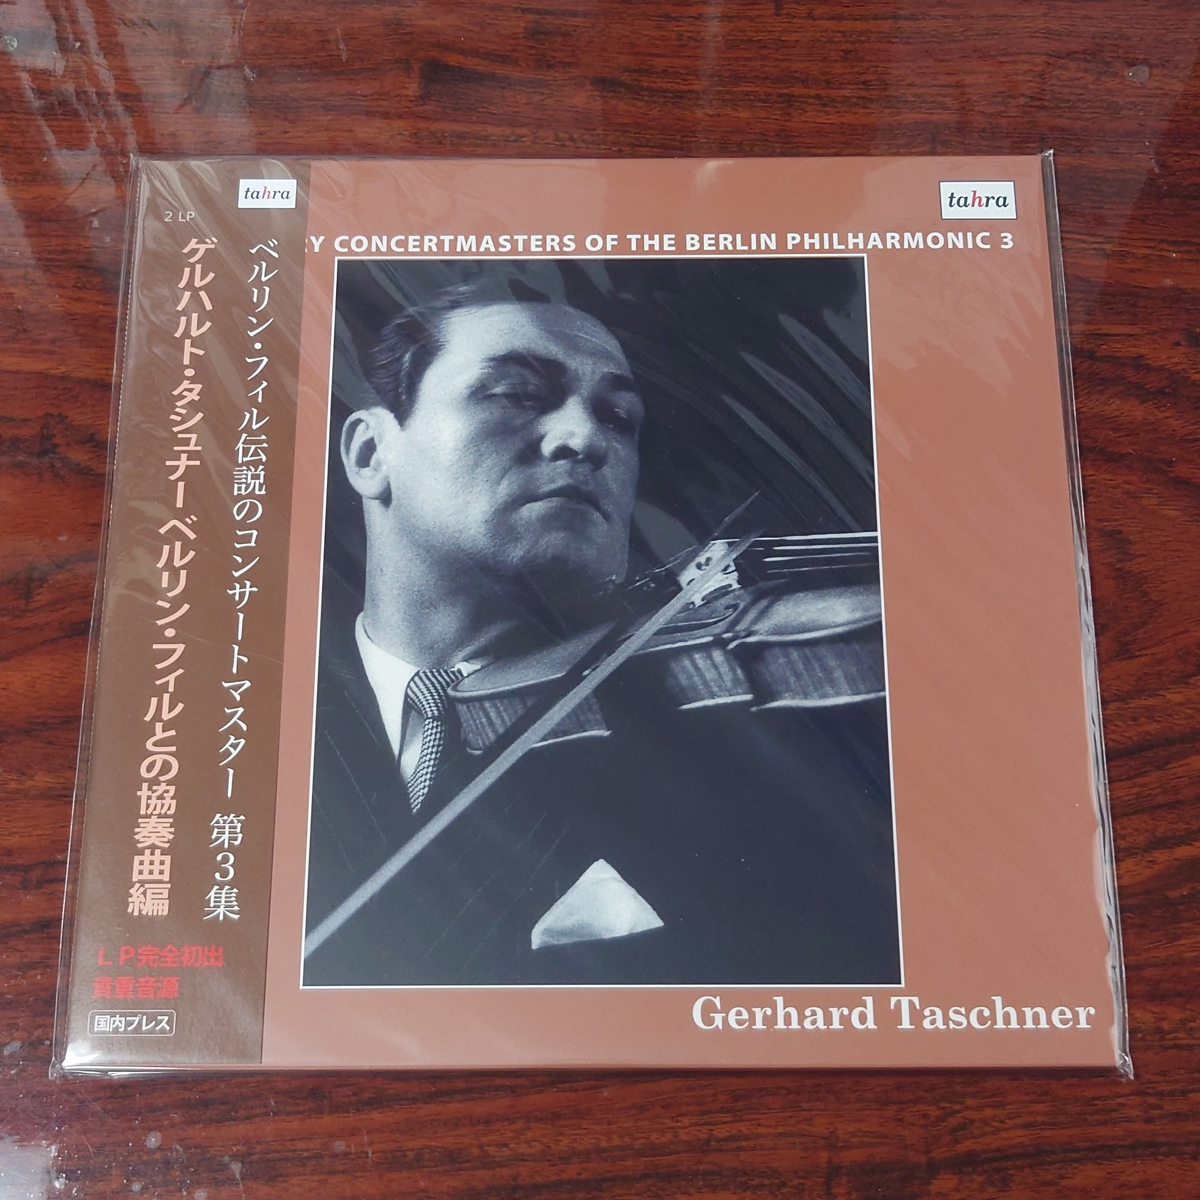 tahra
2 LP
ベルリン・フィル伝説のコンサートマスター 第3集
ゲルハルト・タシュナー ベルリン・フィルとの協奏曲編
LP完全初出
貴重音源
国内プレス
tahra
Y CONCERTMASTERS OF THE BERLIN PHILHARMONIC 3
Gerhard Taschner